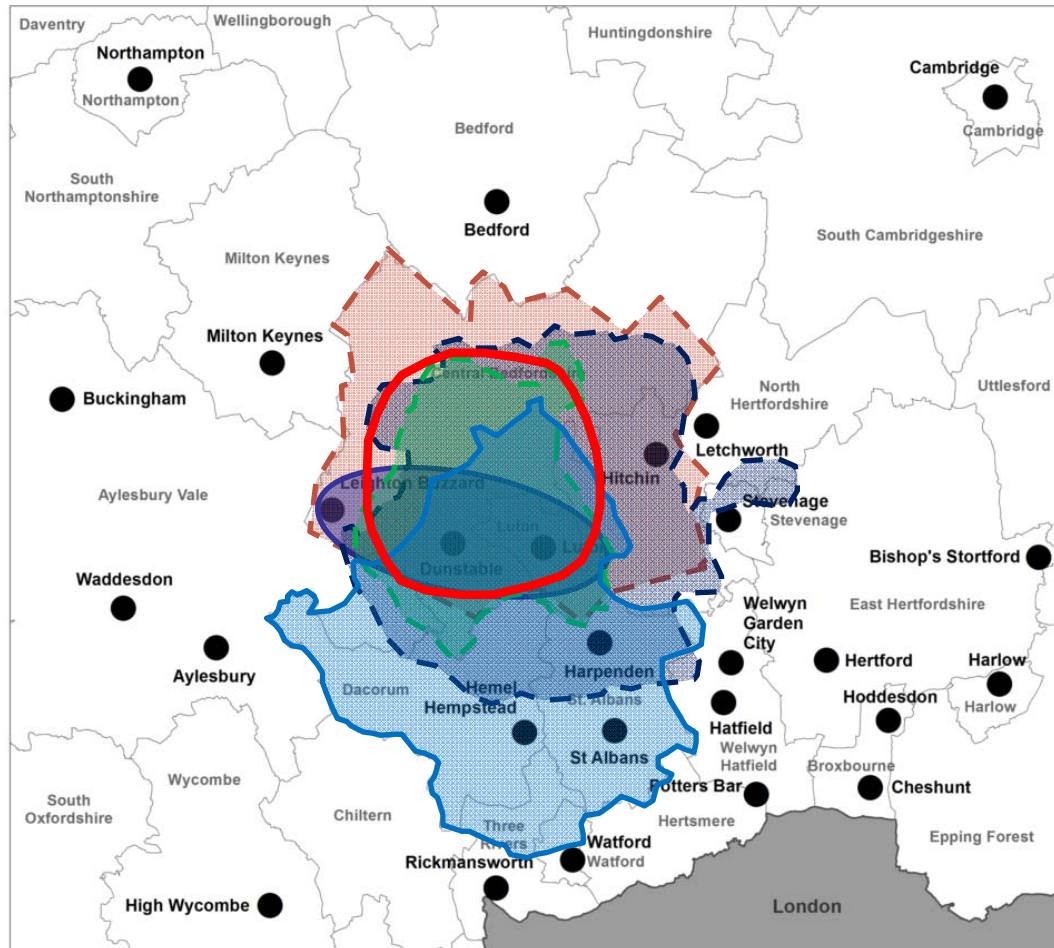 Daventry
Wellingborough
Huntingdonshire
Northampton
Northampton
Cambridge
Cambridge
Bedford
South
Northamptonshire
Bedford
South Cambridgeshire
Milton Keynes
Milton Keynes
Central Bedfordshire
North
Hertfordshire
Uttlesford
Buckingham
Letchworth
Hitchin
Leighton Buzzard
Aylesbury Vale
Stevenage
Stevenage
Luton
Luton
Dunstable
Bishop's Stortford
Waddesdon
Welwyn
Garden
City
East Hertfordshire
Aylesbury
Harpenden
Hertford
Harlow
Harlow
Dacorum
Hemel
Hempstead
St. Albans
Hoddesdon
Hatfield
St Albans
Welwyn
Hatfield
Wycombe
Broxbourne
Potters Bar
Cheshunt
South
Oxfordshire
Chiltern
Hertsmere
Three
Rivers
Watford
Watford
Epping Forest
Rickmansworth
High Wycombe
London